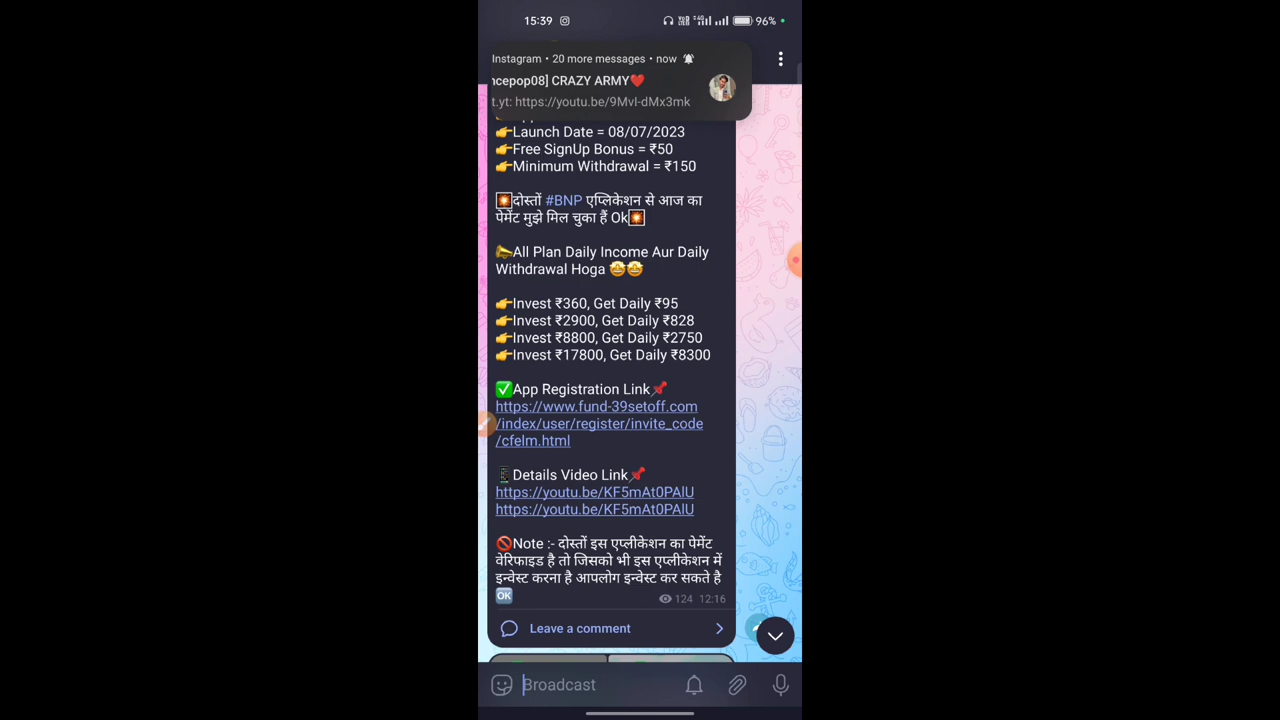 15:39
96%
Instagram • 20 more messages • now
ncepop08] CRAZY ARMY❤️
t.yt: https://youtu.be/9MvI-dMx3mk
👉Launch Date = 08/07/2023
👉Free SignUp Bonus = ₹50
👉Minimum Withdrawal = ₹150
💥दोस्तों #BNP एप्लिकेशन से आज का
पेमेंट मुझे मिल चुका हैं Ok💥
📣All Plan Daily Income Aur Daily
Withdrawal Hoga 🤩🤩
👉Invest ₹360, Get Daily ₹95
👉Invest ₹2900, Get Daily ₹828
👉Invest ₹8800, Get Daily ₹2750
👉Invest ₹17800, Get Daily ₹8300
✅App Registration Link📌
https://www.fund-39setoff.com
/index/user/register/invite_code
/cfelm.html
📱Details Video Link📌
https://youtu.be/KF5mAt0PAlU
https://youtu.be/KF5mAt0PAlU
🚫Note :- दोस्तों इस एप्लीकेशन का पेमेंट
वेरिफाइड है तो जिसको भी इस एप्लीकेशन में
इन्वेस्ट करना है आपलोग इन्वेस्ट कर सकते है
🆗
124 12:16
Leave a comment
Broadcast